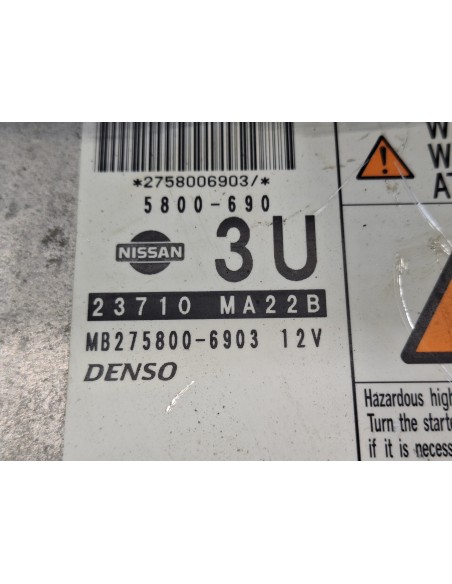 *2758006903/*
5800-690
NISSAN 3U
23710 MA22B
MB275800-6903 12V
DENSO
!
W
W
AT
Hazardous high
Turn the starte
if it is necess